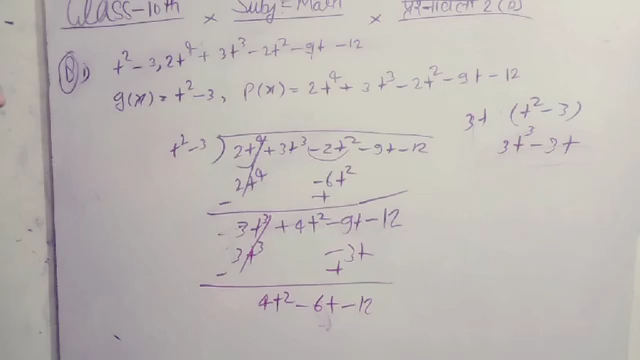 Class-10th × Subj=Math × प्रश्नावली 2(D)
① t²-3, 2t⁴+3t³-2t²-9t-12
g(x)=t²-3, P(x)=2t⁴+3t³-2t²-9t-12
3t (t²-3)
3t³-3t
t²-3) 2t⁴+3t³-2t²-9t-12
2t⁴ -6t²
- +
3t³+4t²-9t-12
3t³ -3t
- +
4t²-6t-12